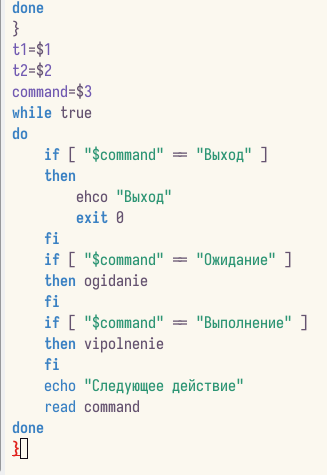 done
}
t1=$1
t2=$2
command=$3
while true
do
    if [ "$command" == "Выход" ]
    then
        ehco "Выход"
        exit 0
    fi
    if [ "$command" == "Ожидание" ]
    then ogidanie
    fi
    if [ "$command" == "Выполнение" ]
    then vipolnenie
    fi
    echo "Следующее действие"
    read command
done
}